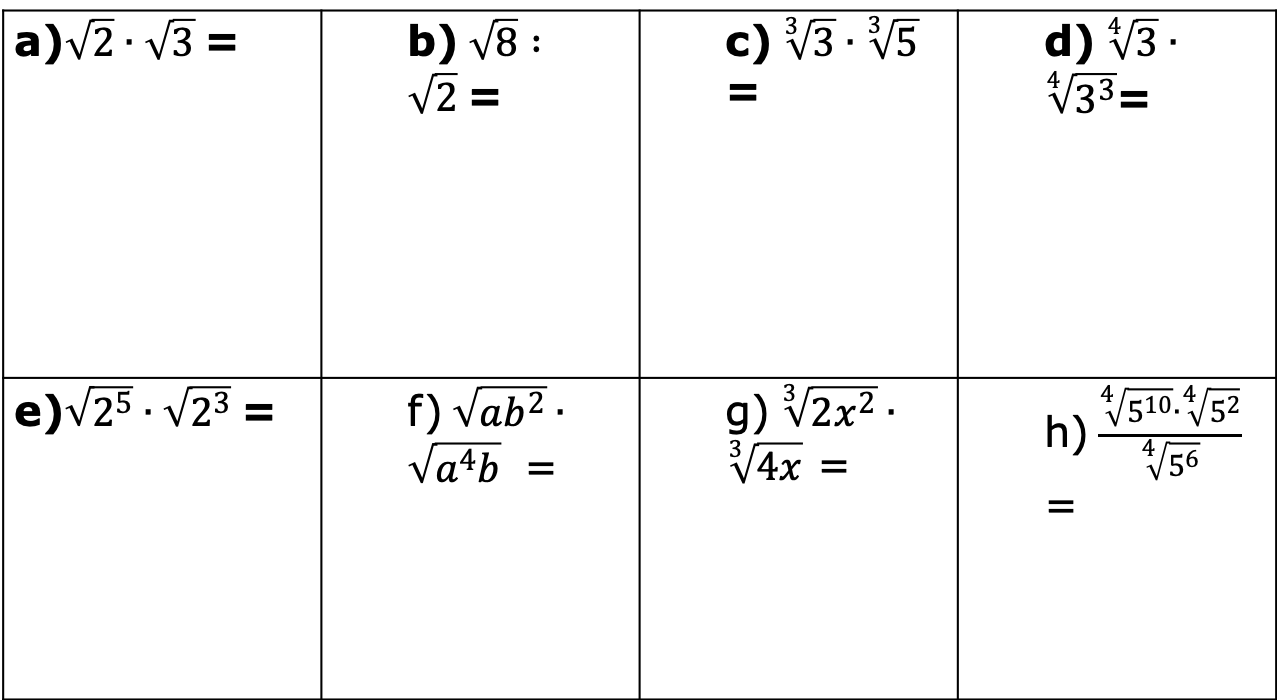 a)√2 · √3 =
b) √8 :
√2 =
c) ∛3 · ∛5
=
d) ∜3 ·
∜3³=
e)√2⁵ · √2³ =
f) √ab² ·
√a⁴b =
g) ∛2x² ·
∛4x =
h) ∜5¹⁰·∜5²
∜5⁶
=